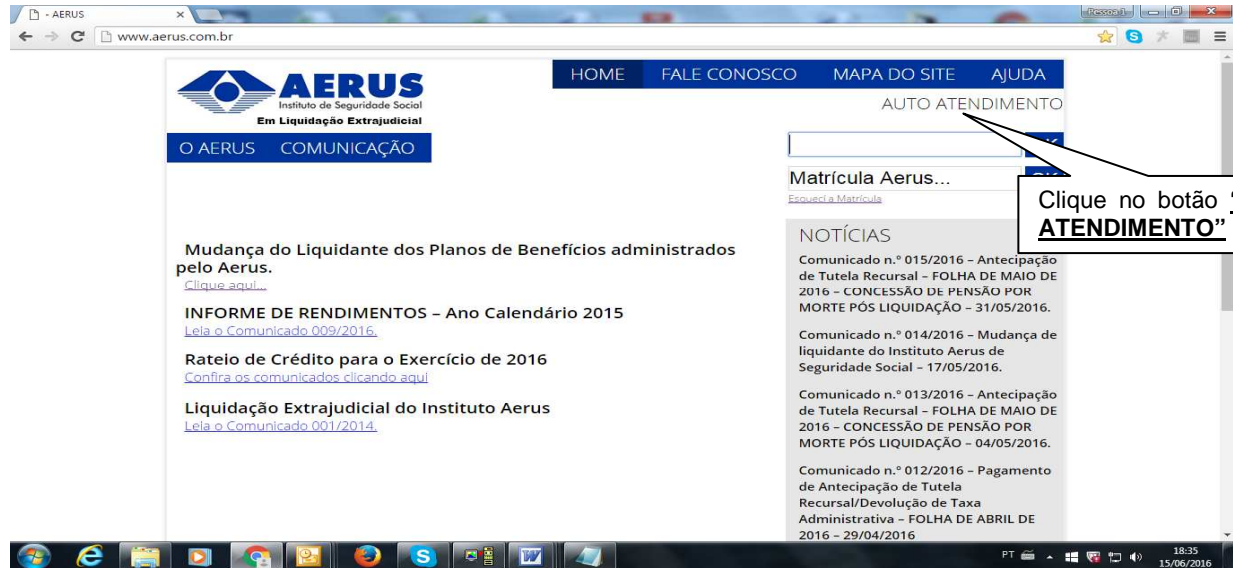 - AERUS
Pessoa 1
www.aerus.com.br
HOME FALE CONOSCO MAPA DO SITE AJUDA
AERUS
Instituto de Seguridade Social
Em Liquidação Extrajudicial
AUTO ATENDIMENTO
O AERUS COMUNICAÇÃO
Matrícula Aerus...
Esqueci a Matrícula
Clique no botão "
ATENDIMENTO"
Mudança do Liquidante dos Planos de Benefícios administrados
pelo Aerus.
Clique aqui...
INFORME DE RENDIMENTOS – Ano Calendário 2015
Leia o Comunicado 009/2016.
Rateio de Crédito para o Exercício de 2016
Confira os comunicados clicando aqui
Liquidação Extrajudicial do Instituto Aerus
Leia o Comunicado 001/2014.
NOTÍCIAS
Comunicado n.º 015/2016 – Antecipação
de Tutela Recursal – FOLHA DE MAIO DE
2016 – CONCESSÃO DE PENSÃO POR
MORTE PÓS LIQUIDAÇÃO – 31/05/2016.
Comunicado n.º 014/2016 – Mudança de
liquidante do Instituto Aerus de
Seguridade Social – 17/05/2016.
Comunicado n.º 013/2016 – Antecipação
de Tutela Recursal – FOLHA DE MAIO DE
2016 – CONCESSÃO DE PENSÃO POR
MORTE PÓS LIQUIDAÇÃO – 04/05/2016.
Comunicado n.º 012/2016 – Pagamento
de Antecipação de Tutela
Recursal/Devolução de Taxa
Administrativa – FOLHA DE ABRIL DE
2016 – 29/04/2016
PT
18:35
15/06/2016